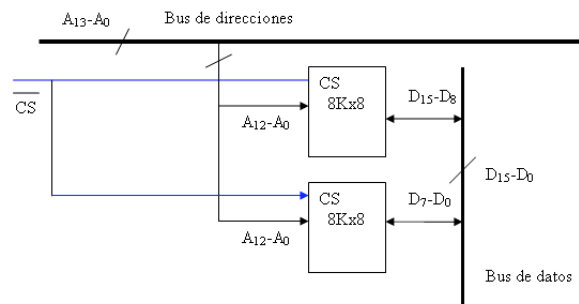 A₁₃-A₀
Bus de direcciones
CS
CS
8Kx8
D₁₅-D₈
A₁₂-A₀
D₁₅-D₀
CS
8Kx8
D₇-D₀
A₁₂-A₀
Bus de datos